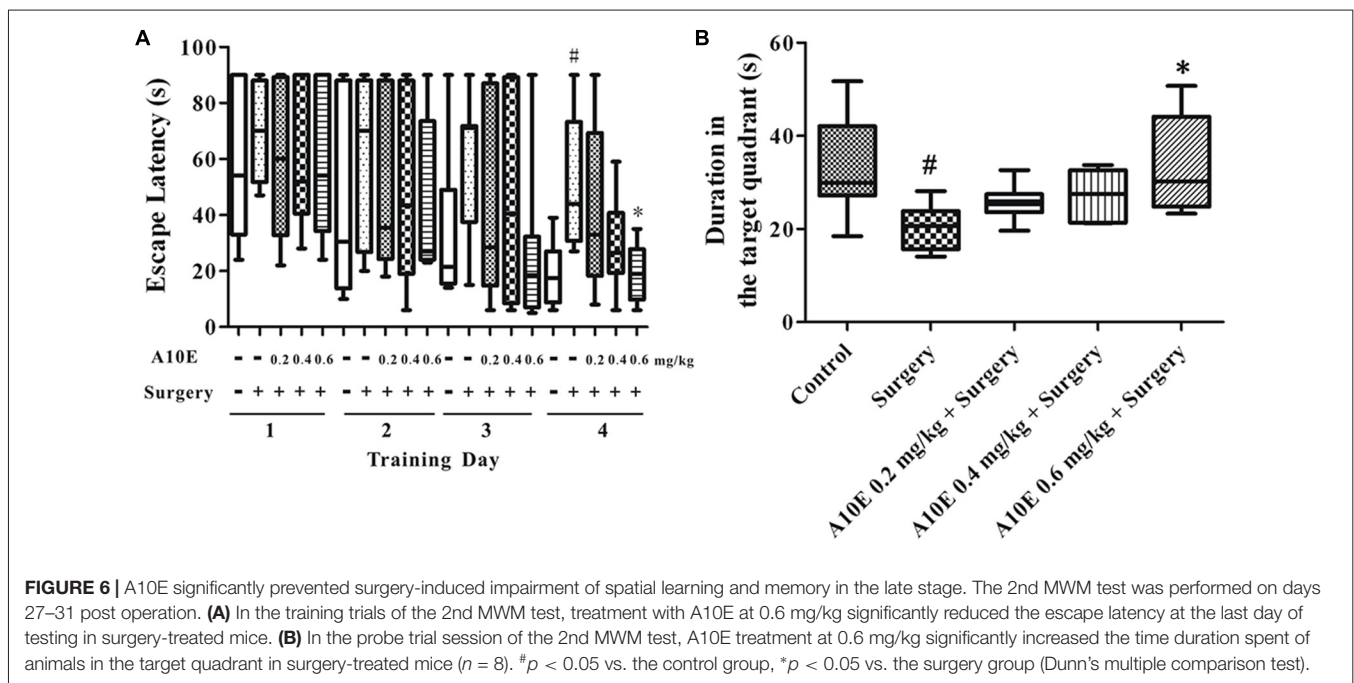 A
100
80
60
40
20
0
Escape Latency (s)
#
*
A10E - - 0.2 0.4 0.6 - - 0.2 0.4 0.6 - - 0.2 0.4 0.6 - - 0.2 0.4 0.6 mg/kg
Surgery - + + + + - + + + + - + + + + - + + + +
1 2 3 4
Training Day
B
60
40
20
0
Duration in
the target quadrant (s)
#
*
Control
Surgery
A10E 0.2 mg/kg + Surgery
A10E 0.4 mg/kg + Surgery
A10E 0.6 mg/kg + Surgery
FIGURE 6 | A10E significantly prevented surgery-induced impairment of spatial learning and memory in the late stage. The 2nd MWM test was performed on days
27–31 post operation. (A) In the training trials of the 2nd MWM test, treatment with A10E at 0.6 mg/kg significantly reduced the escape latency at the last day of
testing in surgery-treated mice. (B) In the probe trial session of the 2nd MWM test, A10E treatment at 0.6 mg/kg significantly increased the time duration spent of
animals in the target quadrant in surgery-treated mice (n = 8). #p < 0.05 vs. the control group, *p < 0.05 vs. the surgery group (Dunn's multiple comparison test).